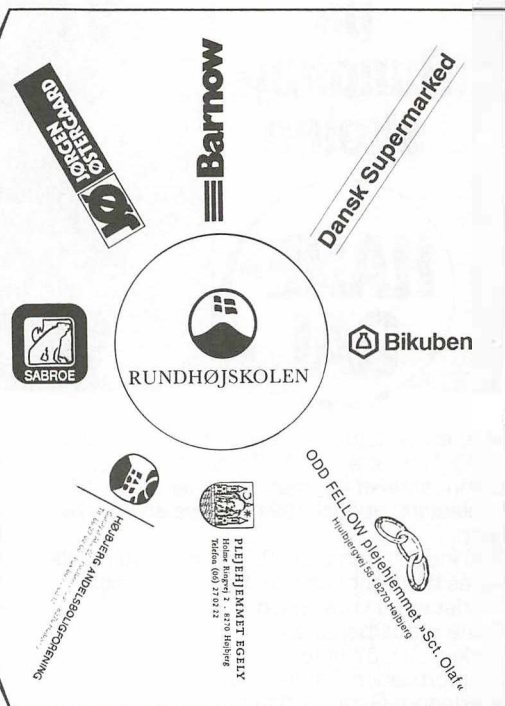 JØ JØRGEN
ØSTERGAARD
Barnow
Dansk Supermarked
SABROE
RUNDHØJSKOLEN
Bikuben
HØJBJERG ANDELSBOLIGFORENING
PLEJEHJEMMET EGELY
Holme Ringvej 2 . 8270 Højbjerg
Telefon (06) 27 02 22
ODD FELLOW plejehjemmet »Sct. Olaf«
Hjulbjergvej 58 . 8270 Højbjerg